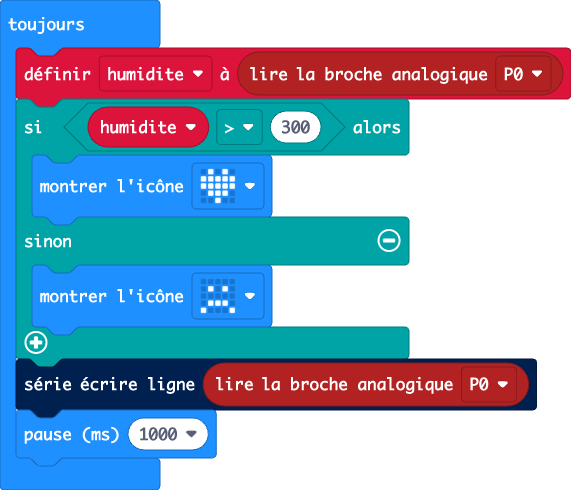 toujours
définir humidite à lire la broche analogique P0
si humidite > 300 alors
montrer l'icône
sinon
montrer l'icône
série écrire ligne lire la broche analogique P0
pause (ms) 1000